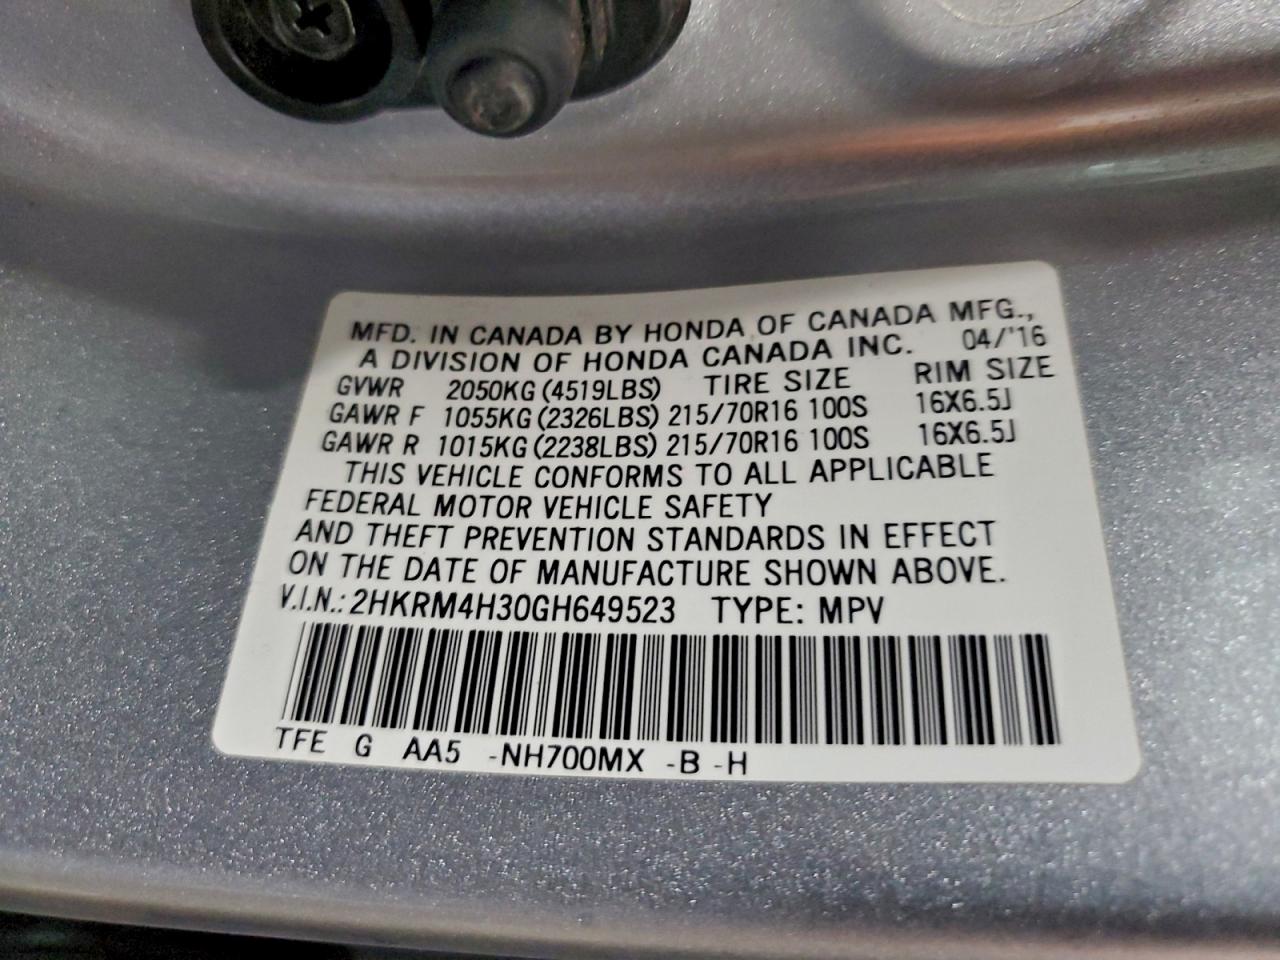 MFD. IN CANADA BY HONDA OF CANADA MFG.,
A DIVISION OF HONDA CANADA INC. 04/'16
GVWR 2050KG (4519LBS) TIRE SIZE RIM SIZE
GAWR F 1055KG (2326LBS) 215/70R16 100S 16X6.5J
GAWR R 1015KG (2238LBS) 215/70R16 100S 16X6.5J
THIS VEHICLE CONFORMS TO ALL APPLICABLE
FEDERAL MOTOR VEHICLE SAFETY
AND THEFT PREVENTION STANDARDS IN EFFECT
ON THE DATE OF MANUFACTURE SHOWN ABOVE.
V.I.N.: 2HKRM4H30GH649523 TYPE: MPV
TFE G AA5 -NH700MX -B -H